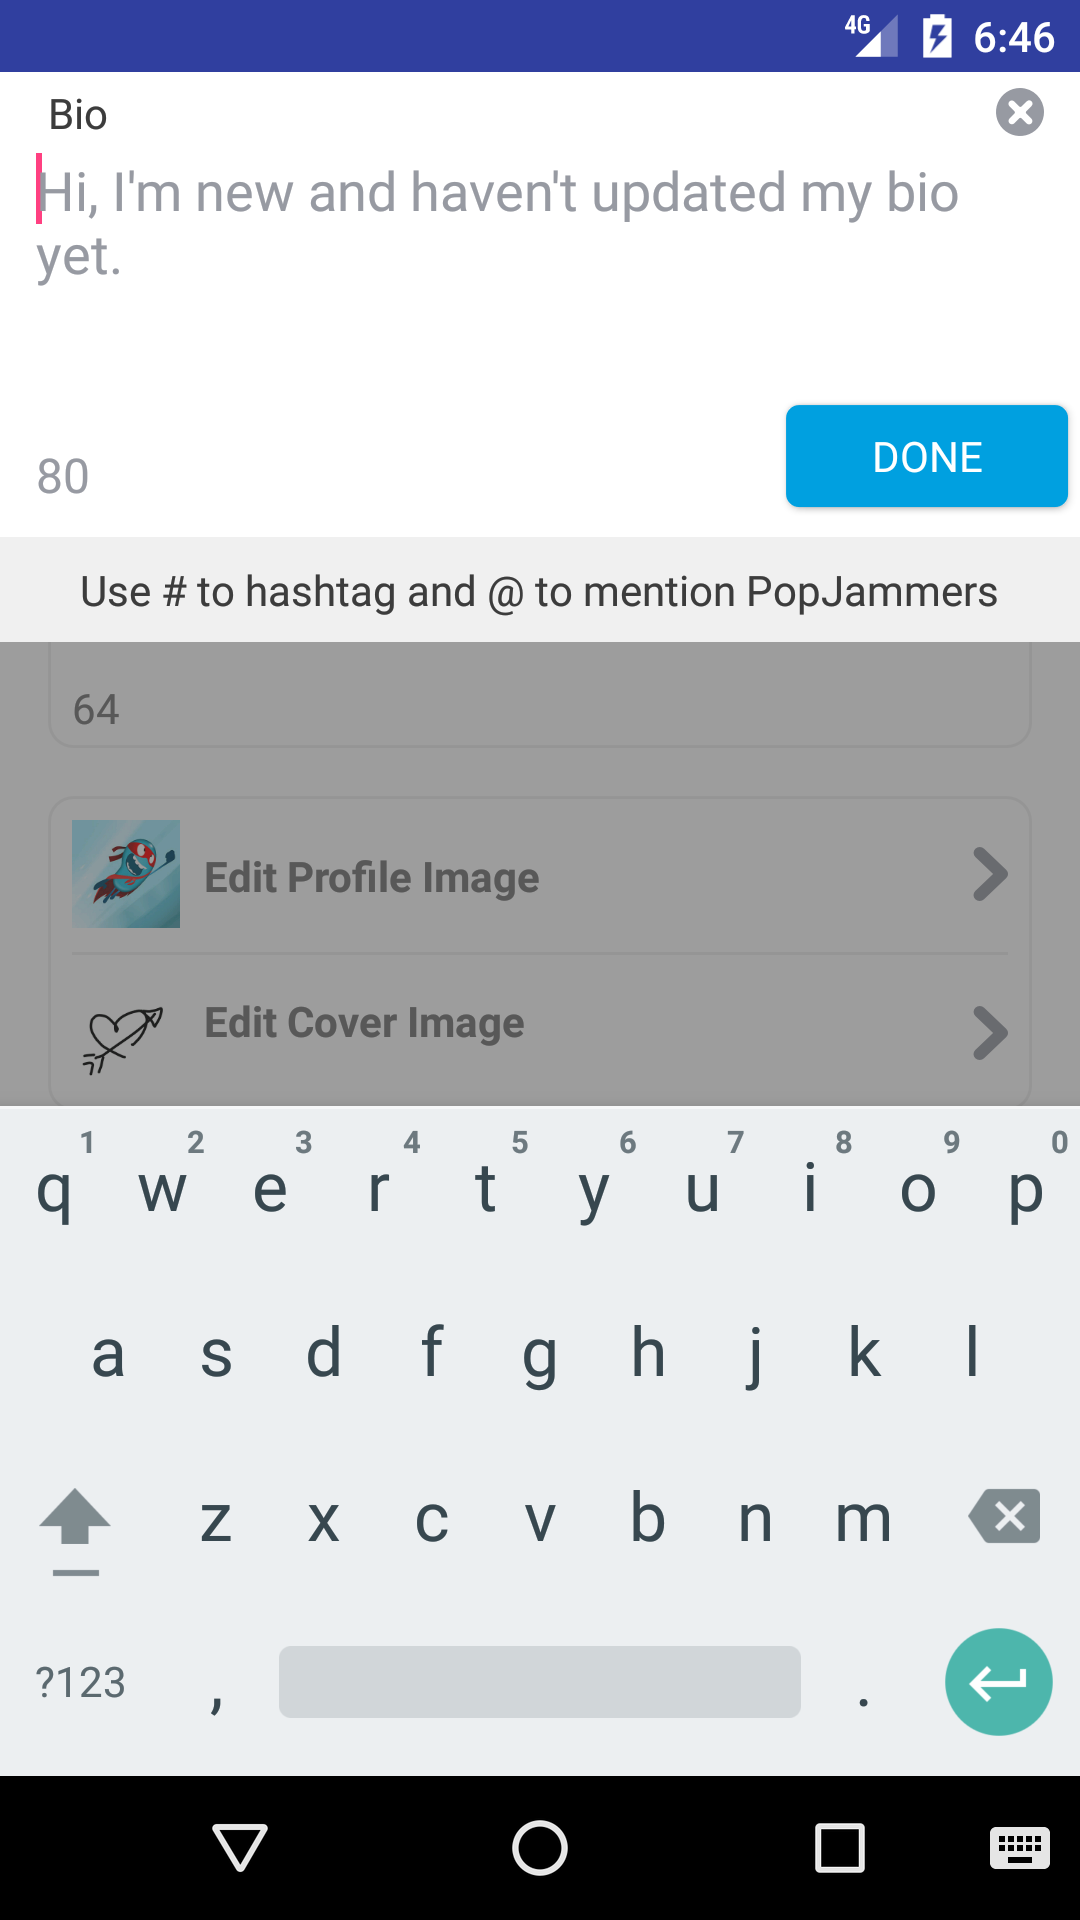 4G 6:46
Bio
Hi, I'm new and haven't updated my bio
yet.
80
DONE
Use # to hashtag and @ to mention PopJammers
64
Edit Profile Image
Edit Cover Image
1 2 3 4 5 6 7 8 9 0
q w e r t y u i o p
a s d f g h j k l
z x c v b n m
?123 , .